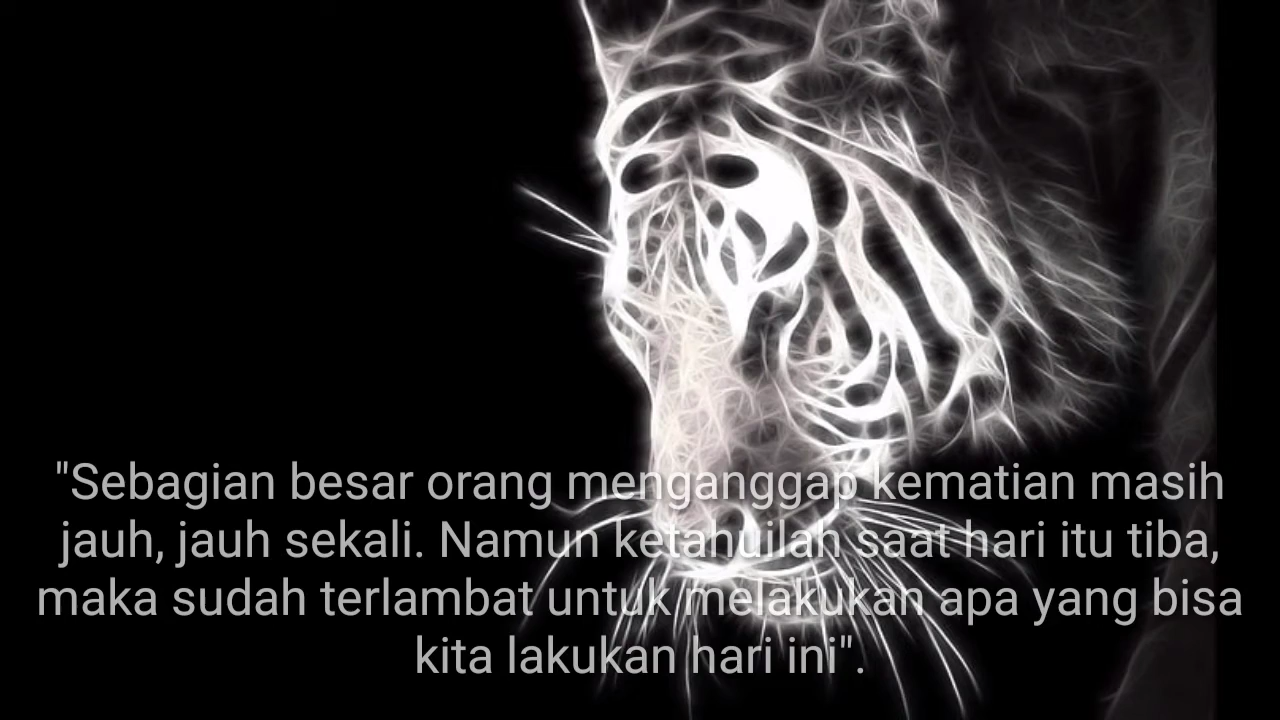 "Sebagian besar orang menganggap kematian masih
jauh, jauh sekali. Namun ketahuilah saat hari itu tiba,
maka sudah terlambat untuk melakukan apa yang bisa
kita lakukan hari ini".